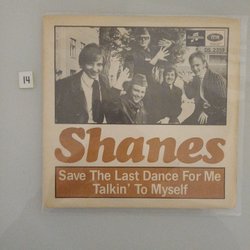 14
Shanes
Save The Last Dance For Me
Talkin' To Myself